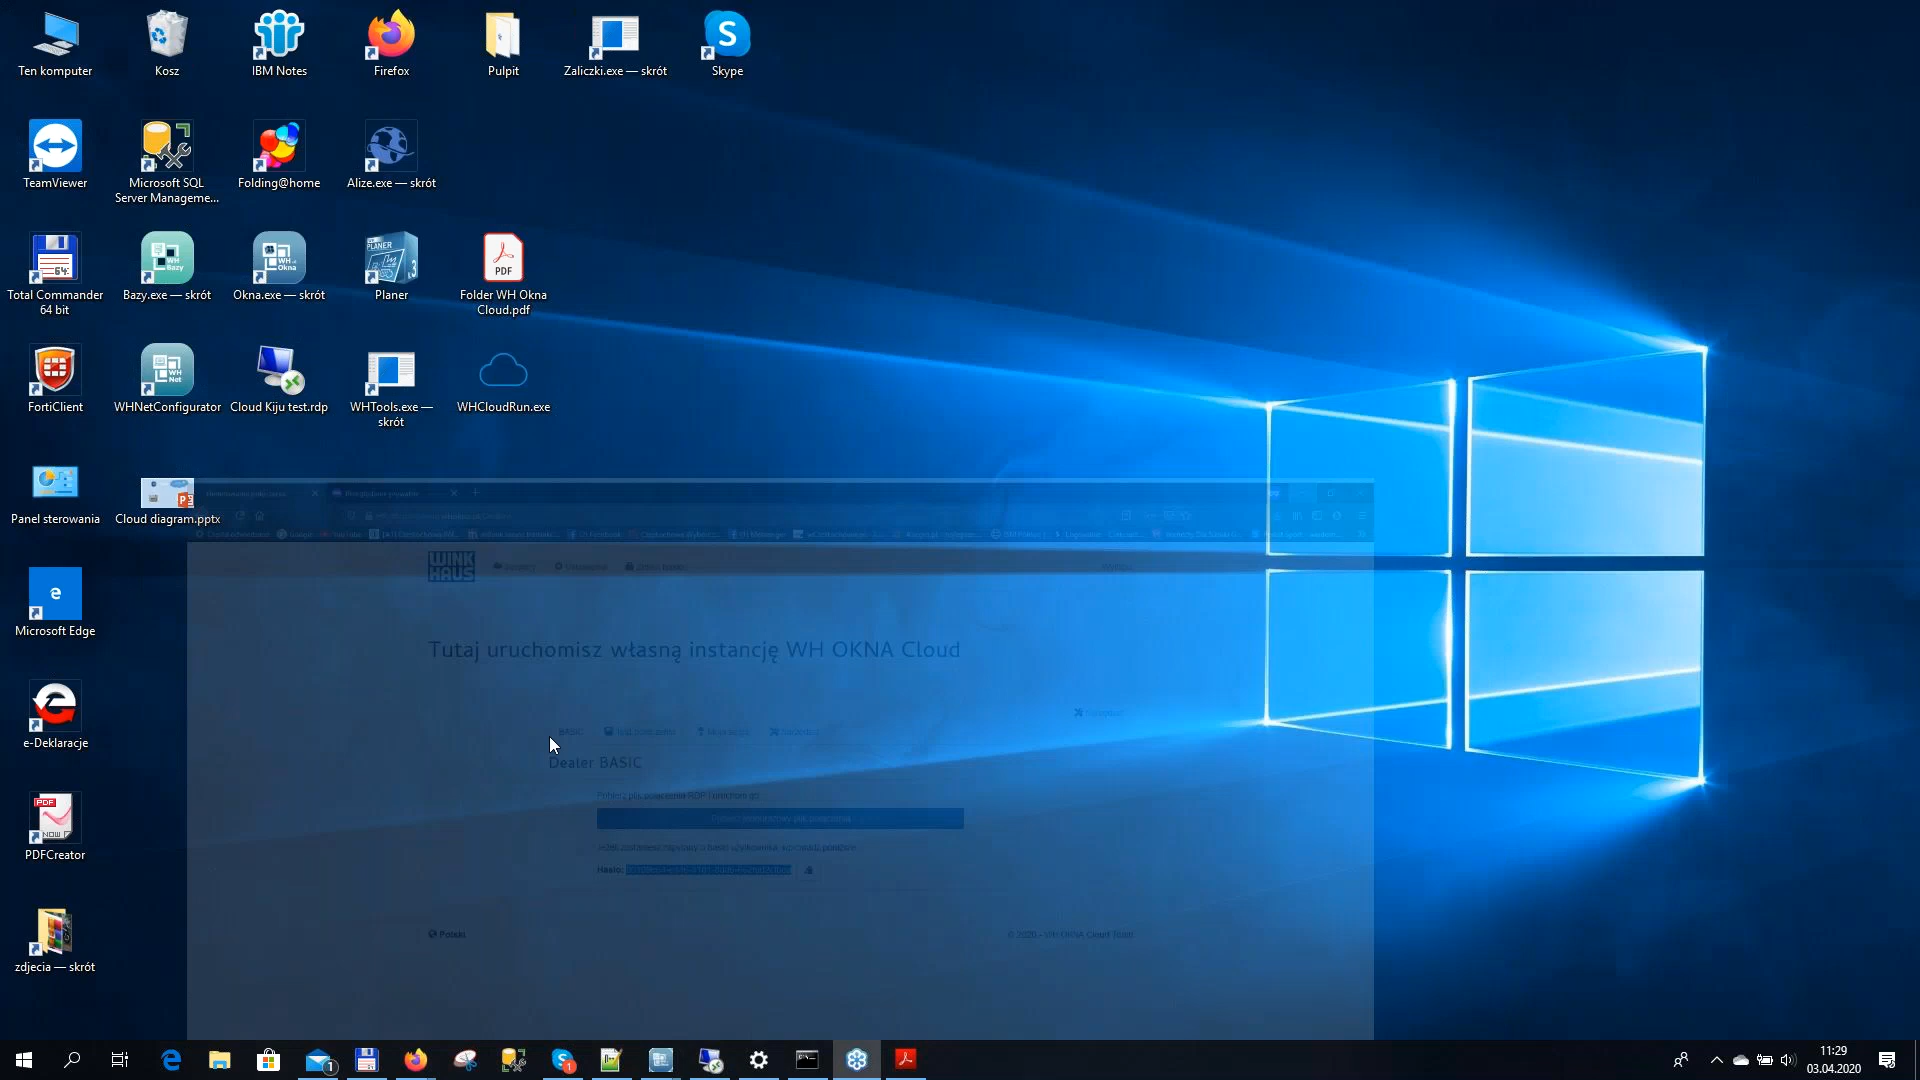 Ten komputer
Kosz
IBM Notes
Firefox
Pulpit
Zaliczki.exe — skrót
Skype
TeamViewer
Microsoft SQL
Server Manageme...
Folding@home
Alize.exe — skrót
Total Commander
64 bit
Bazy.exe — skrót
Okna.exe — skrót
Planer
Folder WH Okna
Cloud.pdf
FortiClient
WHNetConfigurator
Cloud Kiju test.rdp
WHTools.exe —
skrót
WHCloudRun.exe
Panel sterowania
Cloud diagram.pptx
Microsoft Edge
e-Deklaracje
PDFCreator
zdjecia — skrót
WINK
HAUS
Tutaj uruchomisz własną instancję WH OKNA Cloud
BASIC
Dealer BASIC
Hasło:
Polski
© 2020 - WH OKNA Cloud Team
11:29
03.04.2020